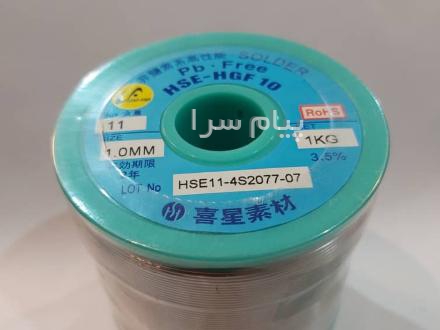 SOLDER
Pb・Free
HSE-HGF 10
RoHS
پیام سرا
11
SIZE
1.0MM
1KG
3.5%
LOT No
HSE11-4S2077-07
喜星素材